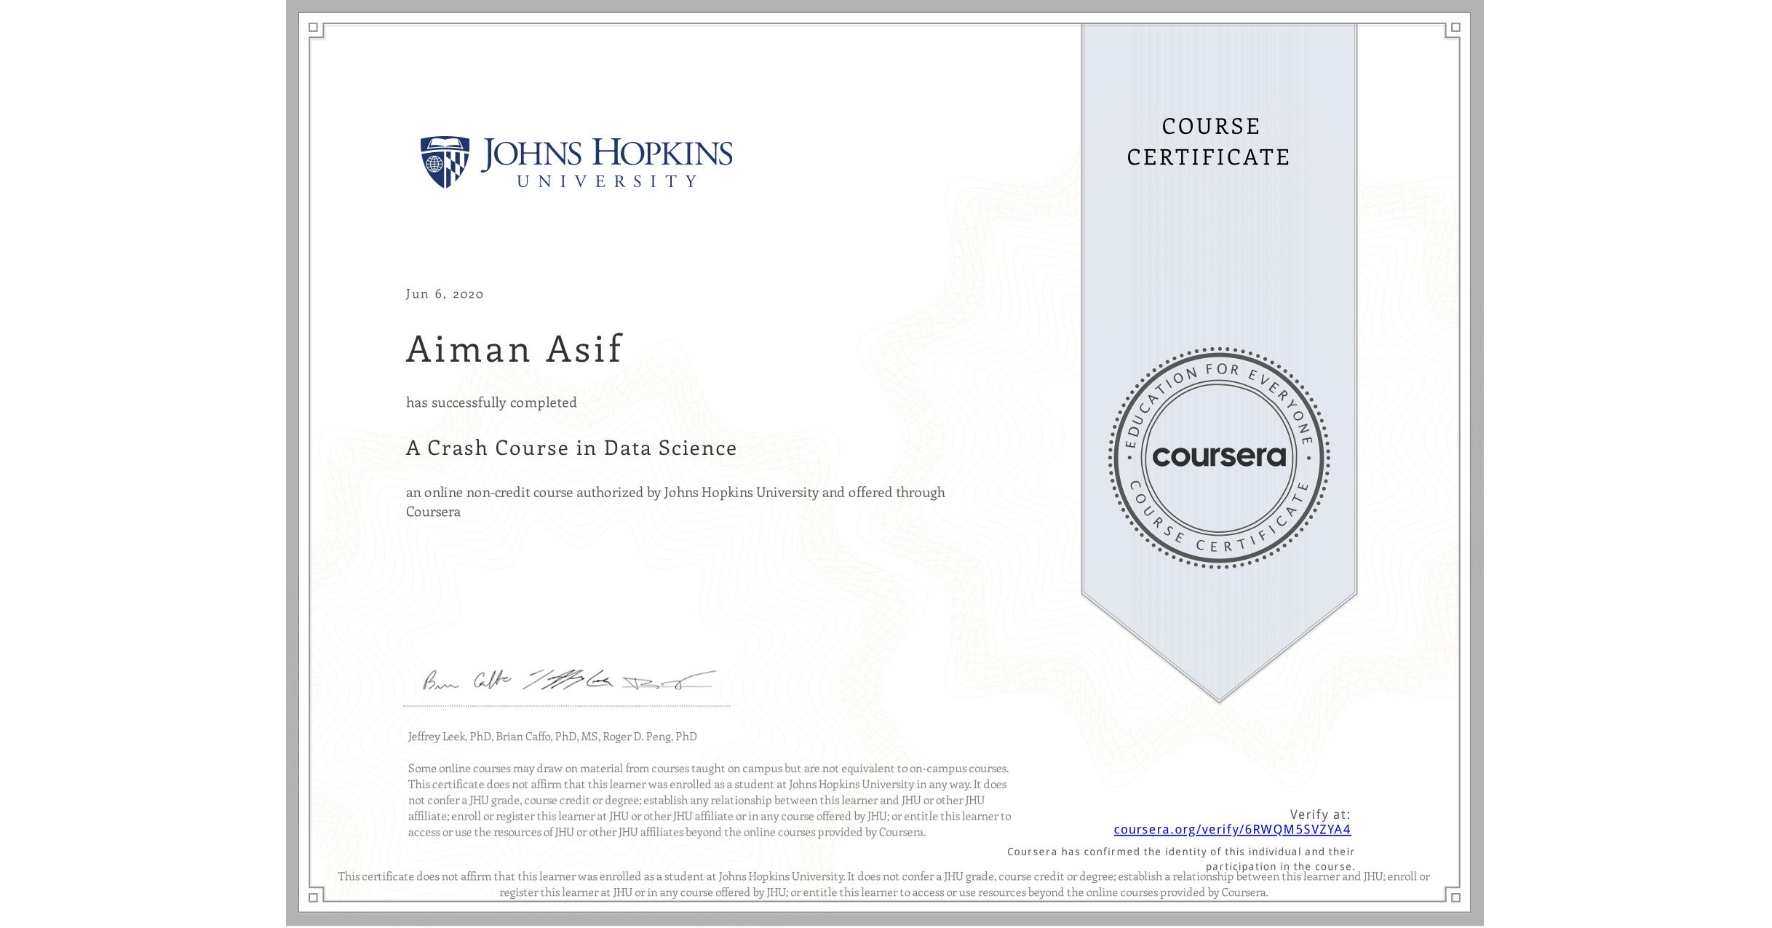 JOHNS HOPKINS
UNIVERSITY
COURSE
CERTIFICATE
Jun 6, 2020
Aiman Asif
has successfully completed
A Crash Course in Data Science
an online non-credit course authorized by Johns Hopkins University and offered through
Coursera
EDUCATION FOR EVERYONE
coursera
COURSE CERTIFICATE
Jeffrey Leek, PhD, Brian Caffo, PhD, MS, Roger D. Peng, PhD
Some online courses may draw on material from courses taught on campus but are not equivalent to on-campus courses.
This certificate does not affirm that this learner was enrolled as a student at Johns Hopkins University in any way. It does
not confer a JHU grade, course credit or degree; establish any relationship between this learner and JHU or other JHU
affiliate; enroll or register this learner at JHU or other JHU affiliate or in any course offered by JHU; or entitle this learner to
access or use the resources of JHU or other JHU affiliates beyond the online courses provided by Coursera.
Verify at:
coursera.org/verify/6RWQM5SVZYA4
Coursera has confirmed the identity of this individual and their
participation in the course.
This certificate does not affirm that this learner was enrolled as a student at Johns Hopkins University. It does not confer a JHU grade, course credit or degree; establish a relationship between this learner and JHU; enroll or
register this learner at JHU or in any course offered by JHU; or entitle this learner to access or use resources beyond the online courses provided by Coursera.